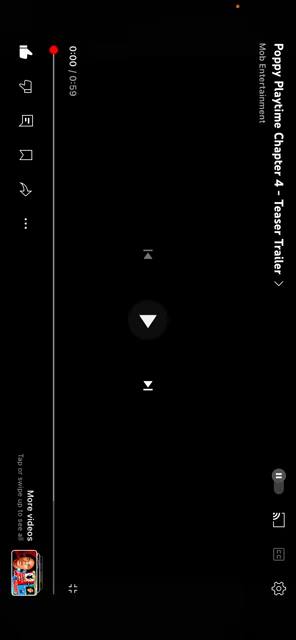 Poppy Playtime Chapter 4 - Teaser Trailer
Mob Entertainment
CC
0:00 / 0:59
More videos
Tap or swipe up to see all